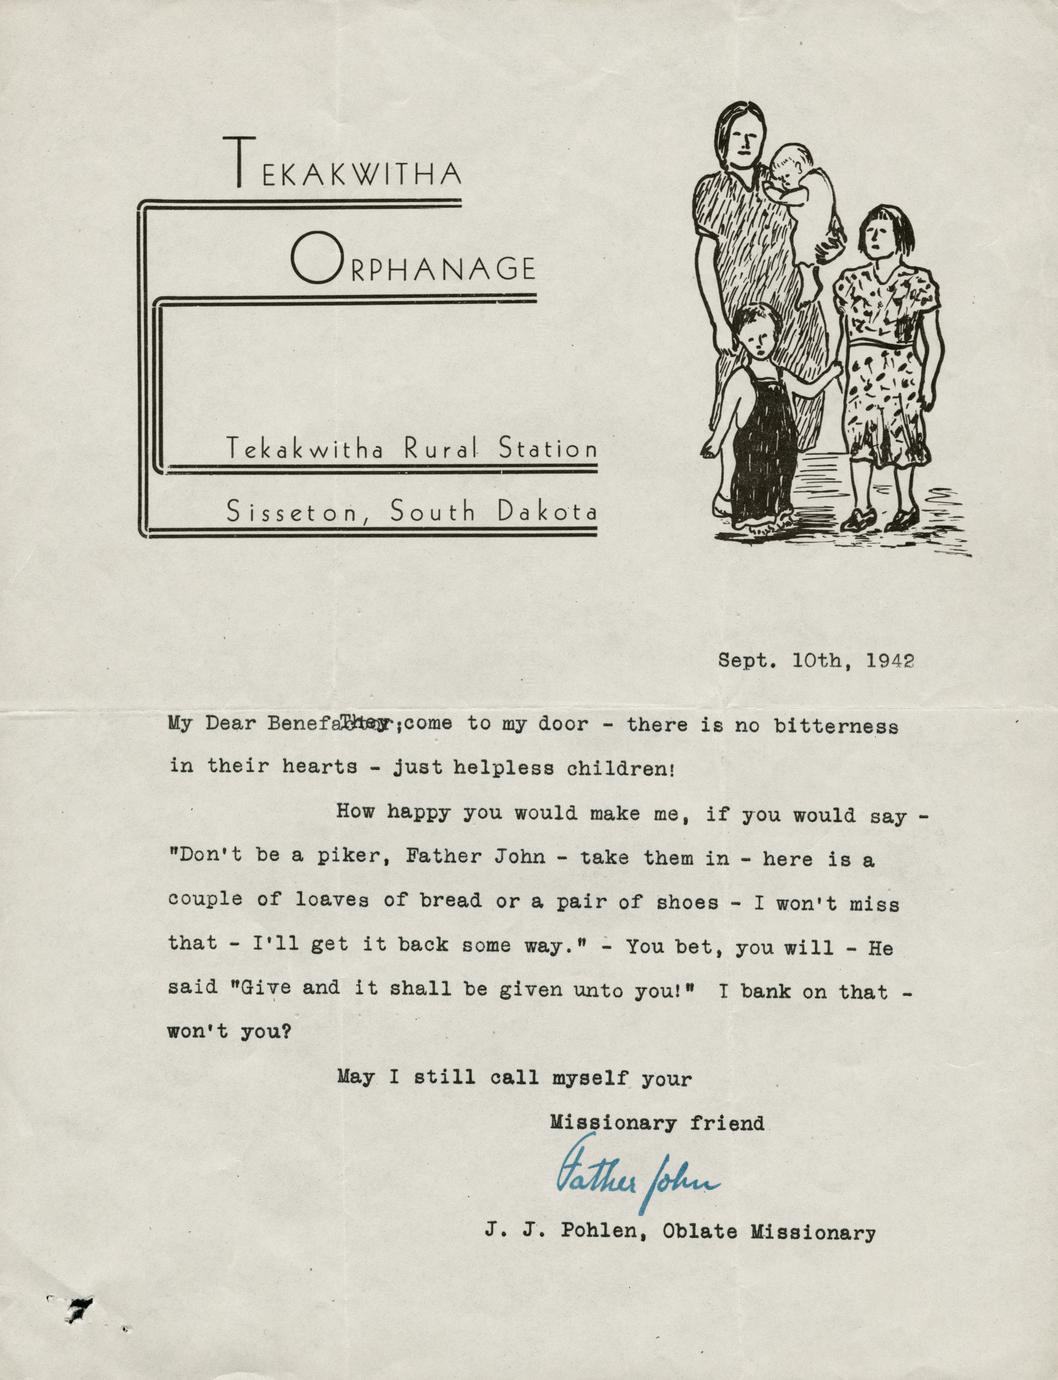 TEKAKWITHA
ORPHANAGE
Tekakwitha Rural Station
Sisseton, South Dakota
Sept. 10th, 1942
My Dear Benefactor; They come to my door - there is no bitterness
in their hearts - just helpless children!
How happy you would make me, if you would say -
"Don't be a piker, Father John - take them in - here is a
couple of loaves of bread or a pair of shoes - I won't miss
that - I'll get it back some way." - You bet, you will - He
said "Give and it shall be given unto you!"  I bank on that -
won't you?
May I still call myself your
Missionary friend
Father John
J. J. Pohlen, Oblate Missionary
7